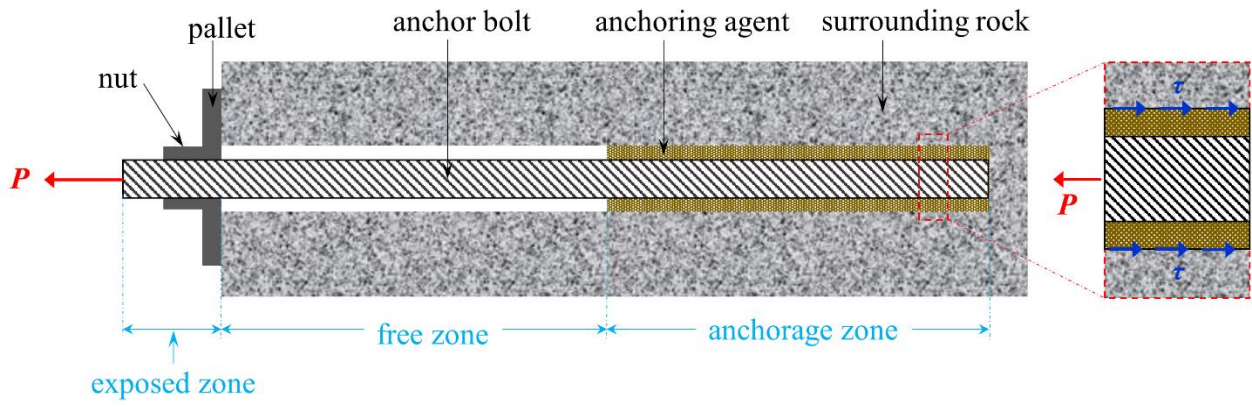 anchor bolt
anchoring agent
surrounding rock
pallet
nut
τ
P
P
τ
free zone
anchorage zone
exposed zone